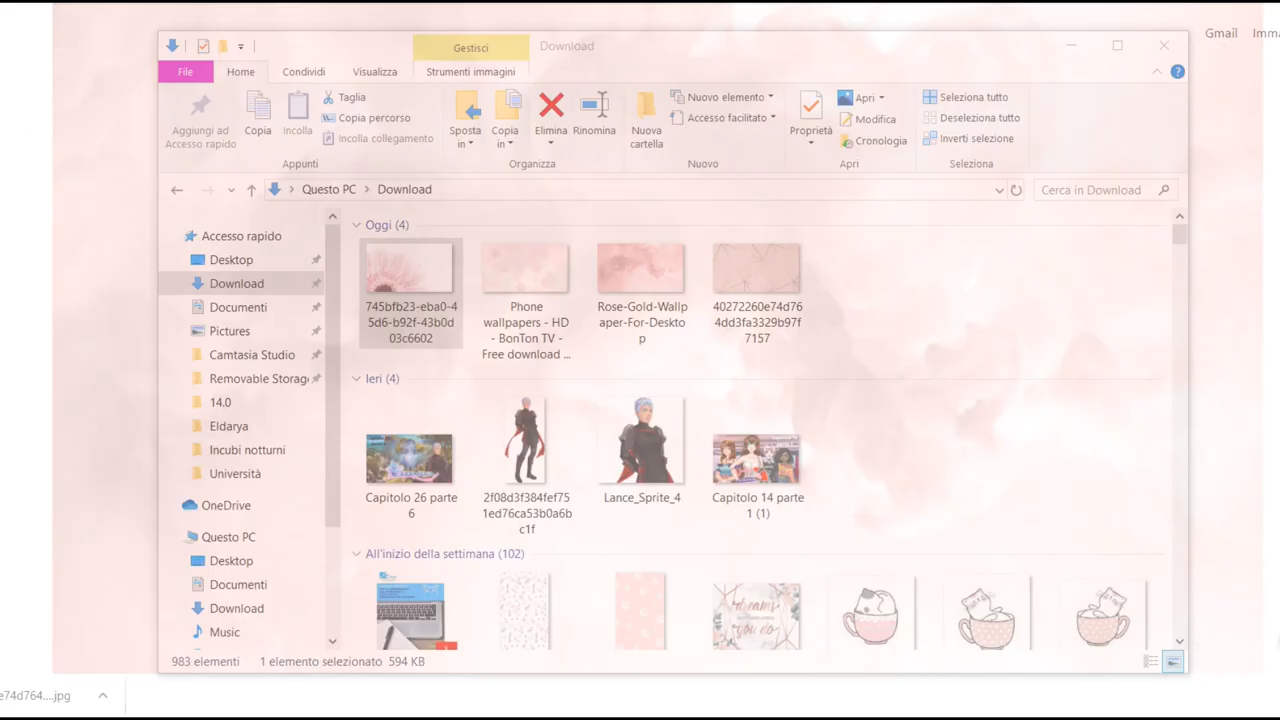 Gmail Imma
Gestisci Download
File Home Condividi Visualizza Strumenti immagini
Aggiungi ad
Accesso rapido
Copia
Incolla
Taglia
Copia percorso
Incolla collegamento
Appunti
Sposta
in
Copia
in
Elimina
Rinomina
Organizza
Nuova
cartella
Nuovo elemento
Accesso facilitato
Nuovo
Proprietà
Apri
Modifica
Cronologia
Apri
Seleziona tutto
Deseleziona tutto
Inverti selezione
Seleziona
Questo PC Download
Cerca in Download
Accesso rapido
Desktop
Download
Documenti
Pictures
Camtasia Studio
Removable Storag
14.0
Eldarya
Incubi notturni
Università
OneDrive
Questo PC
Desktop
Documenti
Download
Music
Oggi (4)
745bfb23-eba0-4
5d6-b92f-43b0d
03c6602
Phone
wallpapers - HD
- BonTon TV -
Free download ...
Rose-Gold-Wallp
aper-For-Deskto
p
40272260e74d76
4dd3fa3329b97f
7157
Ieri (4)
Capitolo 26 parte
6
2f08d3f384fef75
1ed76ca53b0a6b
c1f
Lance_Sprite_4
Capitolo 14 parte
1 (1)
All'inizio della settimana (102)
dreams
you do
983 elementi 1 elemento selezionato 594 KB
e74d764....jpg